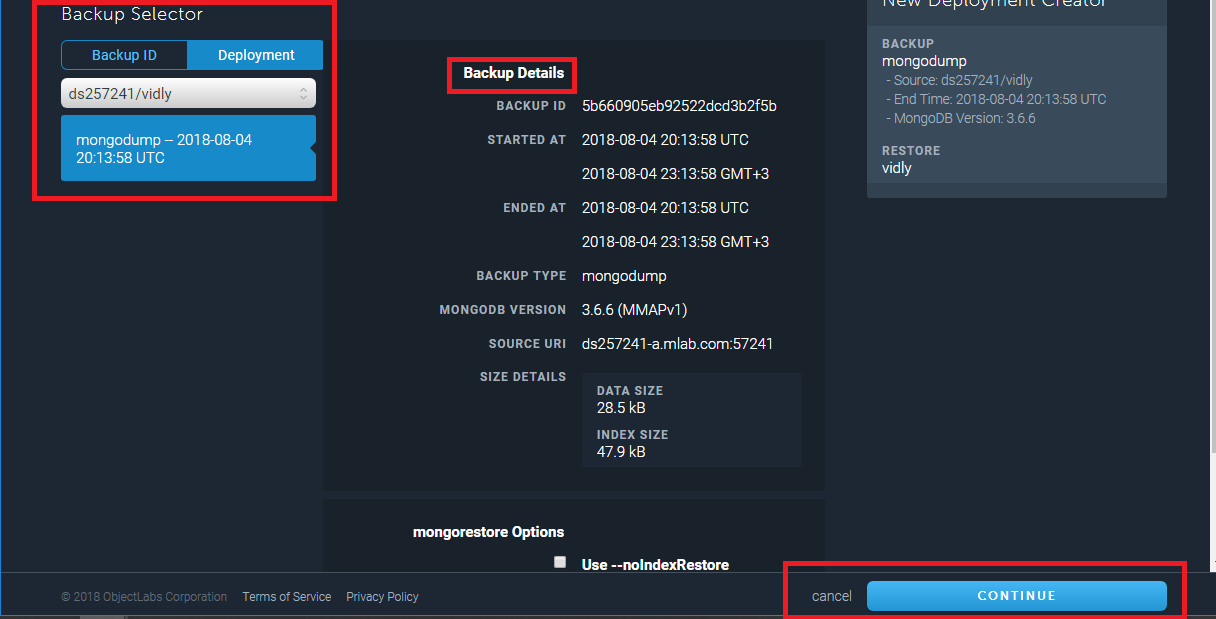 Backup Selector
Backup ID
Deployment
ds257241/vidly
mongodump -- 2018-08-04
20:13:58 UTC
Backup Details
BACKUP ID 5b660905eb92522dcd3b2f5b
STARTED AT 2018-08-04 20:13:58 UTC
2018-08-04 23:13:58 GMT+3
ENDED AT 2018-08-04 20:13:58 UTC
2018-08-04 23:13:58 GMT+3
BACKUP TYPE mongodump
MONGODB VERSION 3.6.6 (MMAPv1)
SOURCE URI ds257241-a.mlab.com:57241
SIZE DETAILS
DATA SIZE
28.5 kB
INDEX SIZE
47.9 kB
mongorestore Options
Use --noIndexRestore
New Deployment Creator
BACKUP
mongodump
- Source: ds257241/vidly
- End Time: 2018-08-04 20:13:58 UTC
- MongoDB Version: 3.6.6
RESTORE
vidly
© 2018 ObjectLabs Corporation Terms of Service Privacy Policy
cancel
CONTINUE